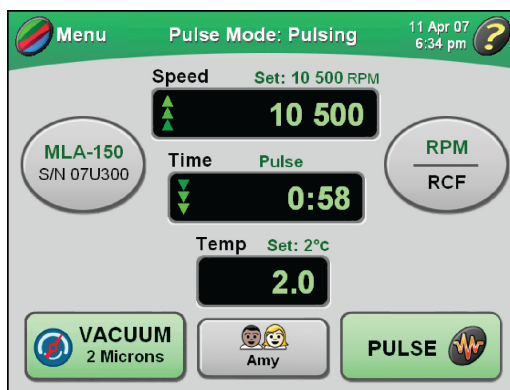 Menu
Pulse Mode: Pulsing
11 Apr 07
6:34 pm
?
Speed Set: 10 500 RPM
10 500
MLA-150
S/N 07U300
Time Pulse
0:58
RPM
RCF
Temp Set: 2°c
2.0
VACUUM
2 Microns
Amy
PULSE